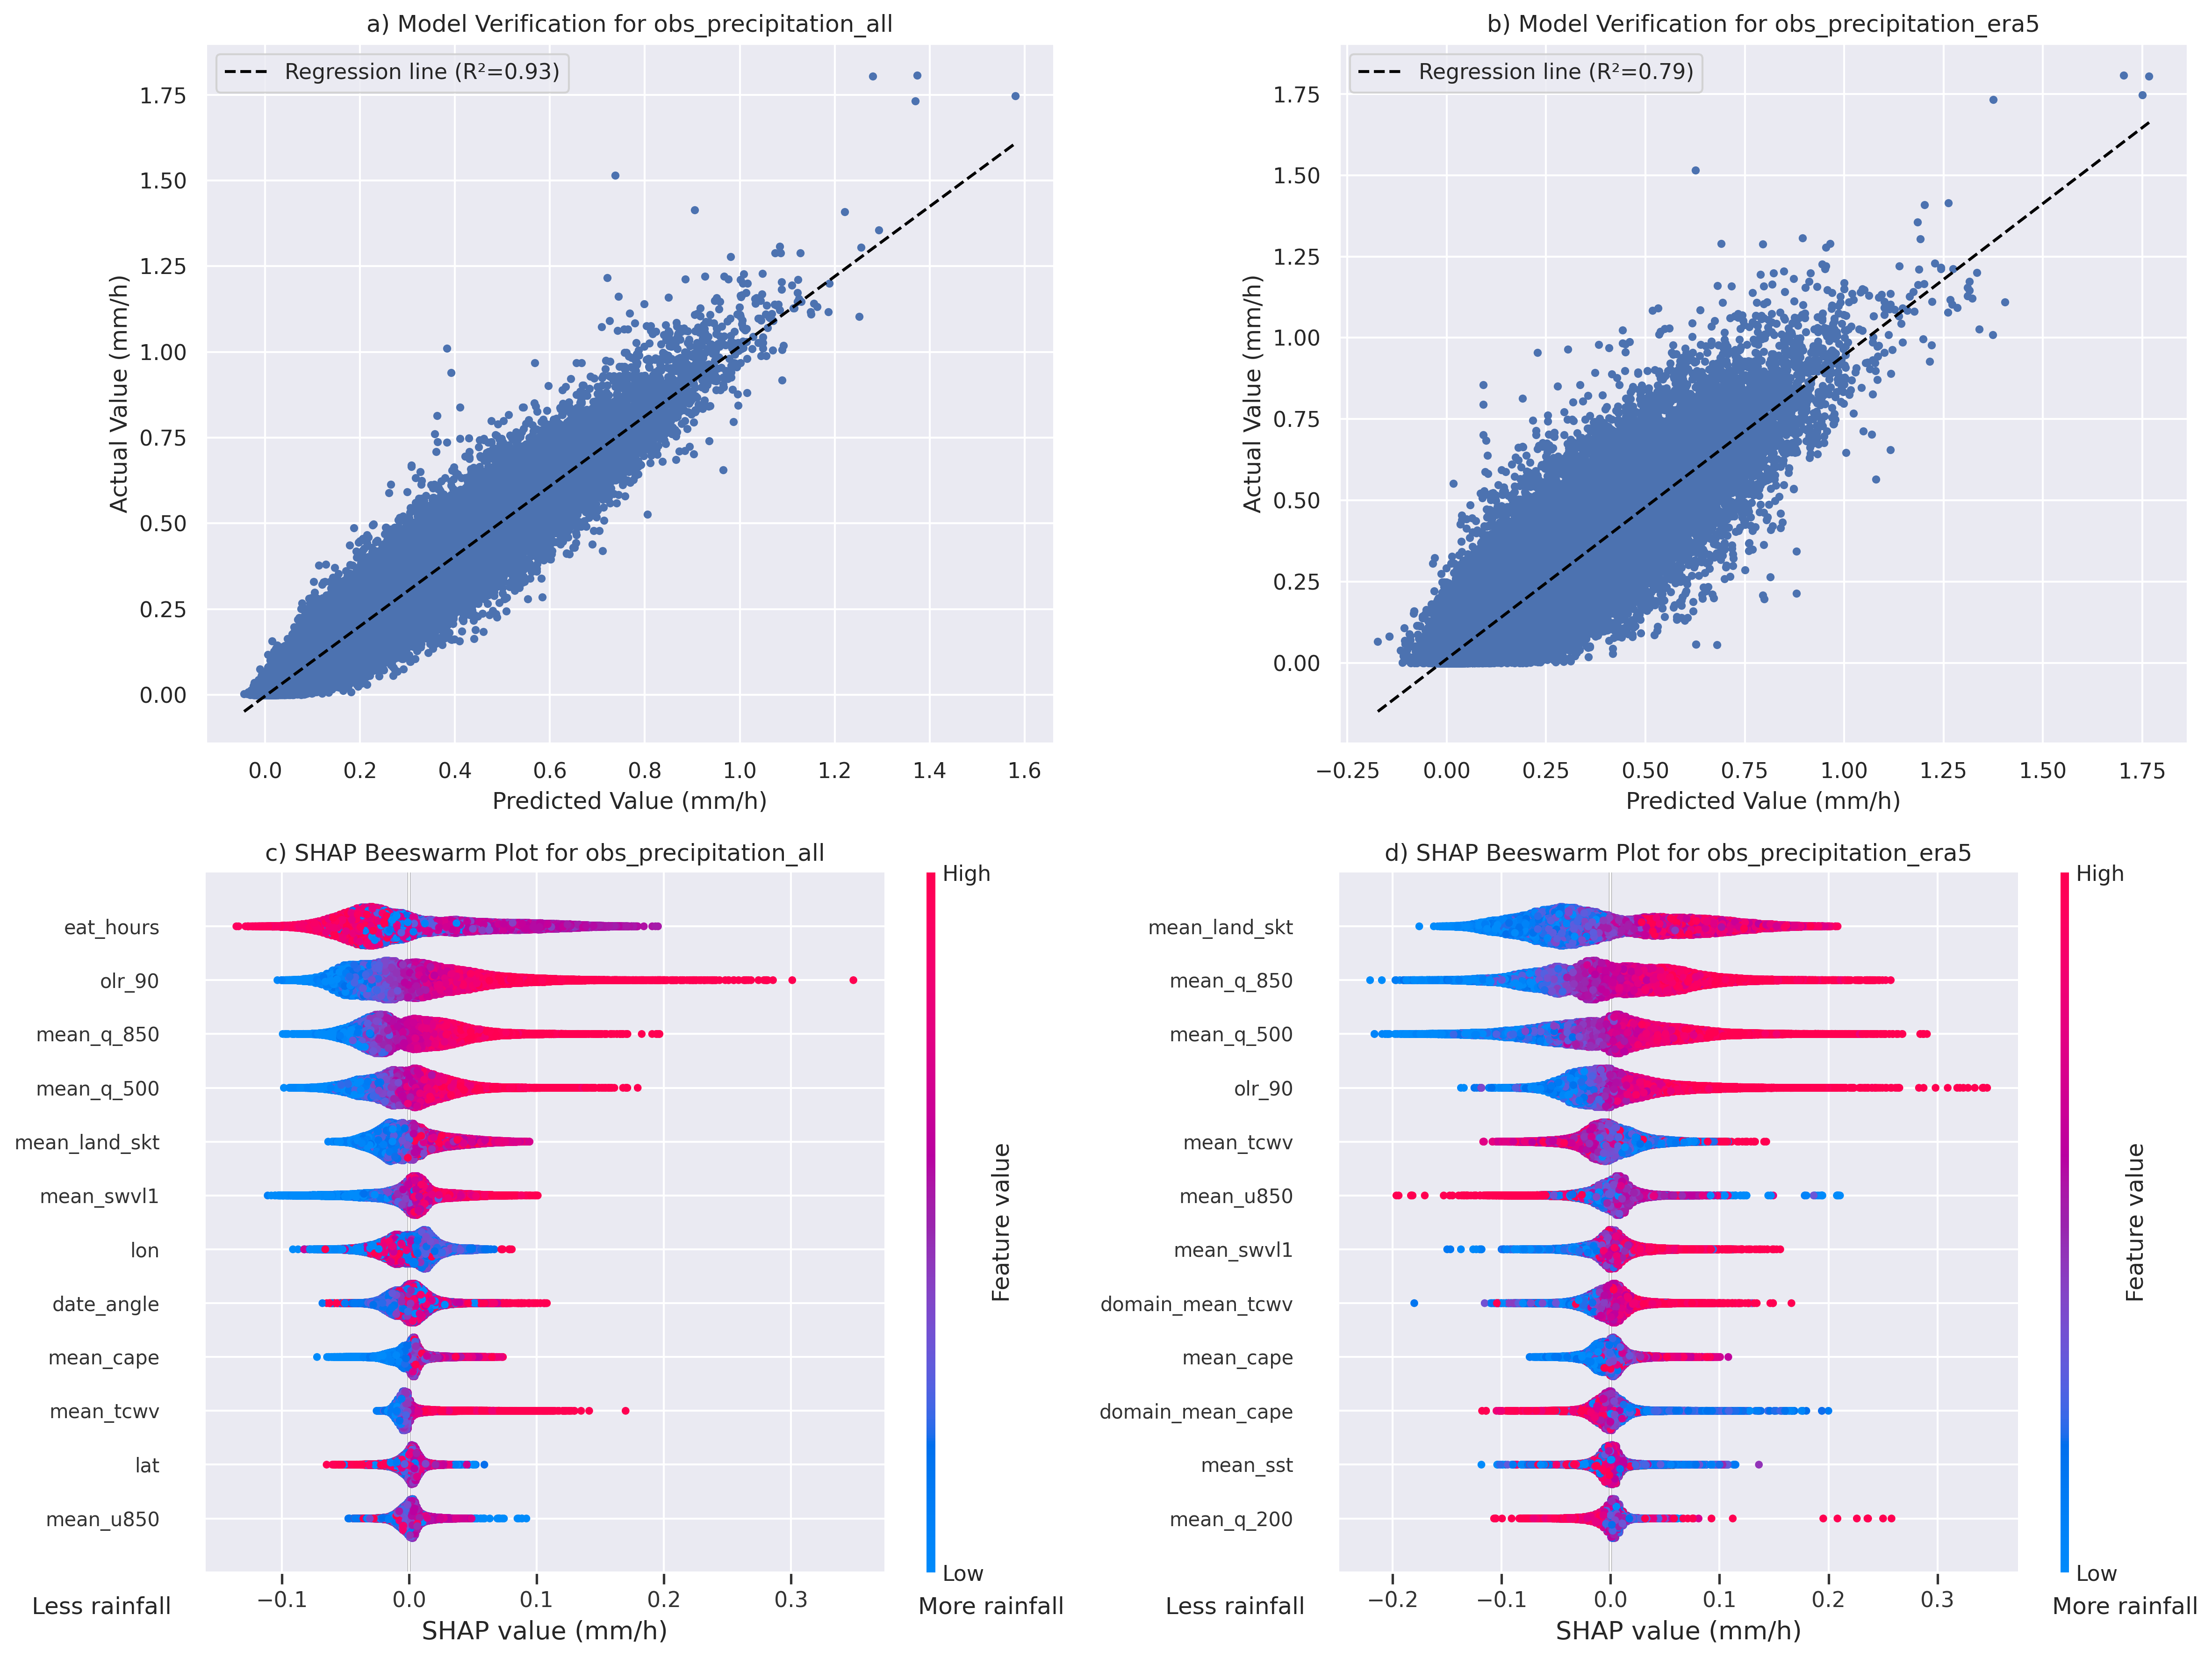 a) Model Verification for obs_precipitation_all
Regression line (R²=0.93)
1.75
1.50
1.25
1.00
0.75
0.50
0.25
0.00
Actual Value (mm/h)
0.0 0.2 0.4 0.6 0.8 1.0 1.2 1.4 1.6
Predicted Value (mm/h)
b) Model Verification for obs_precipitation_era5
Regression line (R²=0.79)
1.75
1.50
1.25
1.00
0.75
0.50
0.25
0.00
Actual Value (mm/h)
−0.25 0.00 0.25 0.50 0.75 1.00 1.25 1.50 1.75
Predicted Value (mm/h)
c) SHAP Beeswarm Plot for obs_precipitation_all
eat_hours
olr_90
mean_q_850
mean_q_500
mean_land_skt
mean_swvl1
lon
date_angle
mean_cape
mean_tcwv
lat
mean_u850
−0.1 0.0 0.1 0.2 0.3
Less rainfall
SHAP value (mm/h)
More rainfall
High
Feature value
Low
d) SHAP Beeswarm Plot for obs_precipitation_era5
mean_land_skt
mean_q_850
mean_q_500
olr_90
mean_tcwv
mean_u850
mean_swvl1
domain_mean_tcwv
mean_cape
domain_mean_cape
mean_sst
mean_q_200
−0.2 −0.1 0.0 0.1 0.2 0.3
Less rainfall
SHAP value (mm/h)
More rainfall
High
Feature value
Low